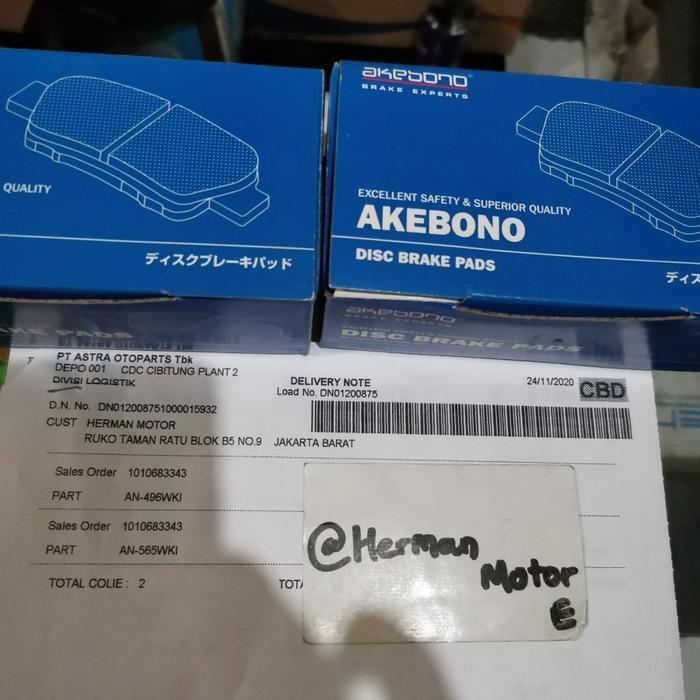 QUALITY
ディスクブレーキパッド
akebono
BRAKE EXPERTS
EXCELLENT SAFETY & SUPERIOR QUALITY
AKEBONO
DISC BRAKE PADS
ディス
AKE PADS
akebono
DISC BRAKE PADS
PT ASTRA OTOPARTS Tbk
DEPO 001 CDC CIBITUNG PLANT 2
DIVISI LOGISTIK
DELIVERY NOTE
Load No. DN01200875
24/11/2020 CBD
D.N. No. DN012008751000015932
CUST HERMAN MOTOR
RUKO TAMAN RATU BLOK B5 NO.9 JAKARTA BARAT
Sales Order 1010683343
PART AN-496WKI
Sales Order 1010683343
PART AN-565WKI
TOTAL COLIE : 2 TOTA
@Herman
Motor
E